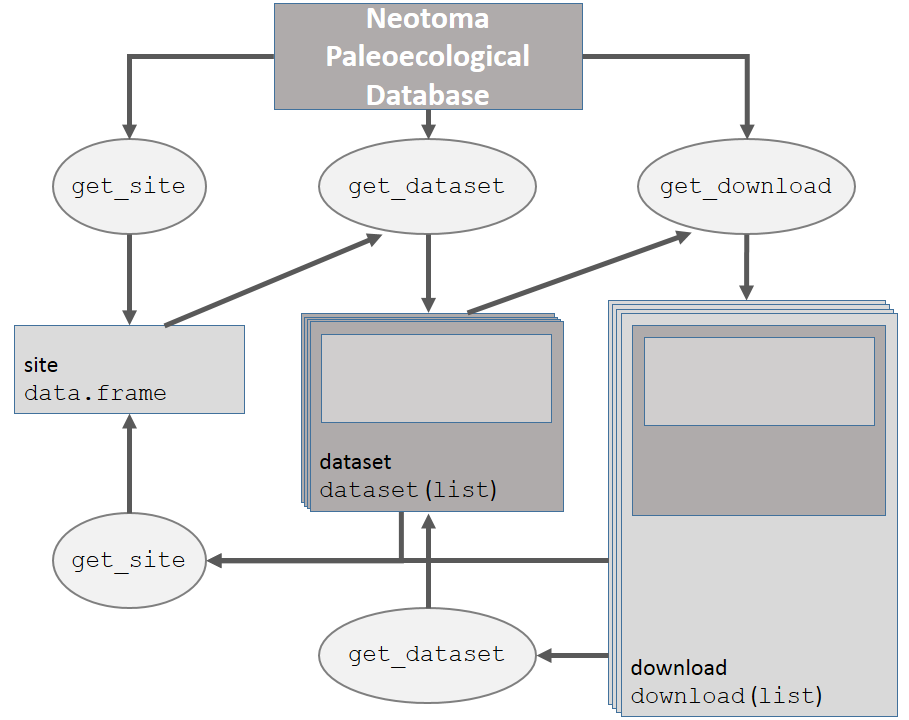 Neotoma
Paleoecological
Database
get_site
get_dataset
get_download
site
data.frame
dataset
dataset (list)
get_site
get_dataset
download
download (list)